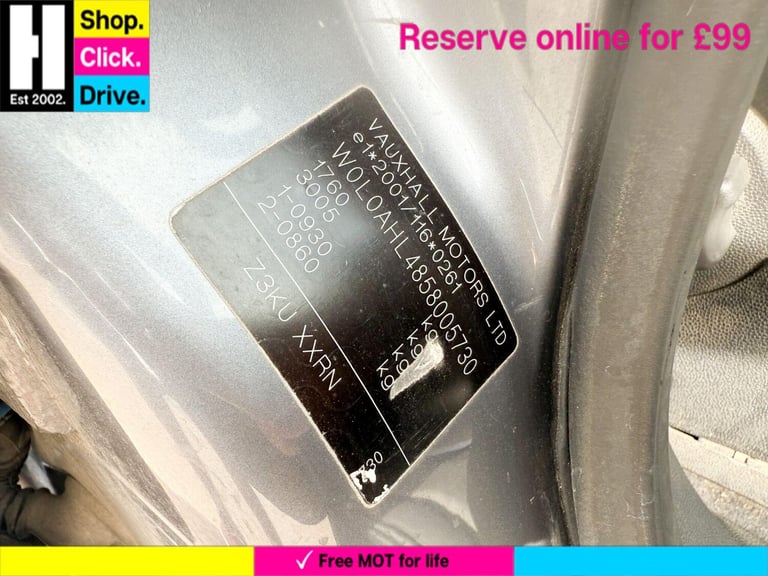 Shop.
Click.
Drive.
Est 2002.
Reserve online for £99
VAUXHALL MOTORS LTD
e1*2001/116*0261
W0L0AHL4858005730
1760 kg
3005 kg
1-0930 kg
2-0860 kg
Z3KU XXRN
Z30
✓ Free MOT for life